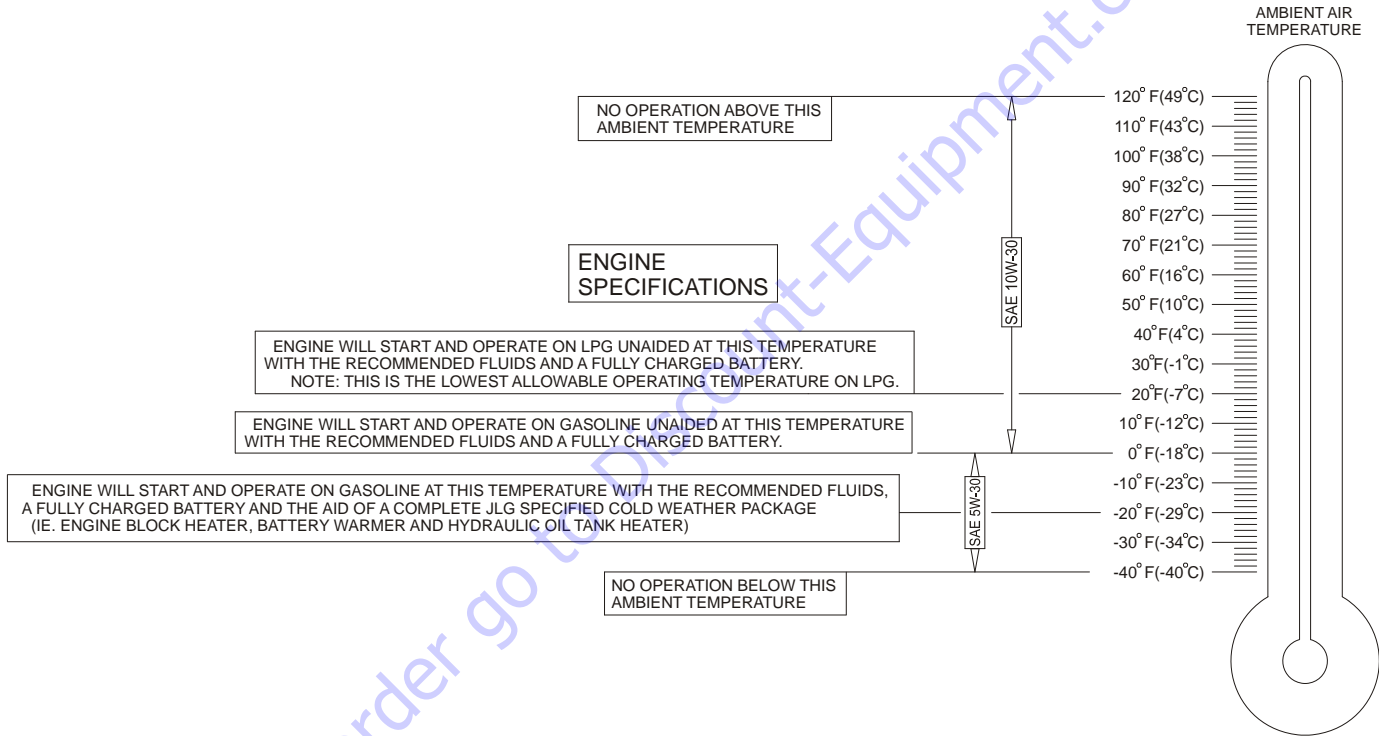 AMBIENT AIR
TEMPERATURE
NO OPERATION ABOVE THIS
AMBIENT TEMPERATURE
120° F(49°C)
110° F(43°C)
100° F(38°C)
90° F(32°C)
80° F(27°C)
70° F(21°C)
60° F(16°C)
50° F(10°C)
40°F(4°C)
30°F(-1°C)
20°F(-7°C)
10°F(-12°C)
0° F(-18°C)
-10° F(-23°C)
-20° F(-29°C)
-30° F(-34°C)
-40° F(-40°C)
SAE 10W-30
ENGINE
SPECIFICATIONS
ENGINE WILL START AND OPERATE ON LPG UNAIDED AT THIS TEMPERATURE
WITH THE RECOMMENDED FLUIDS AND A FULLY CHARGED BATTERY.
NOTE: THIS IS THE LOWEST ALLOWABLE OPERATING TEMPERATURE ON LPG.
ENGINE WILL START AND OPERATE ON GASOLINE UNAIDED AT THIS TEMPERATURE
WITH THE RECOMMENDED FLUIDS AND A FULLY CHARGED BATTERY.
ENGINE WILL START AND OPERATE ON GASOLINE AT THIS TEMPERATURE WITH THE RECOMMENDED FLUIDS,
A FULLY CHARGED BATTERY AND THE AID OF A COMPLETE JLG SPECIFIED COLD WEATHER PACKAGE
(IE. ENGINE BLOCK HEATER, BATTERY WARMER AND HYDRAULIC OIL TANK HEATER)
SAE 5W-30
NO OPERATION BELOW THIS
AMBIENT TEMPERATURE
go to Discount-Equipment.c